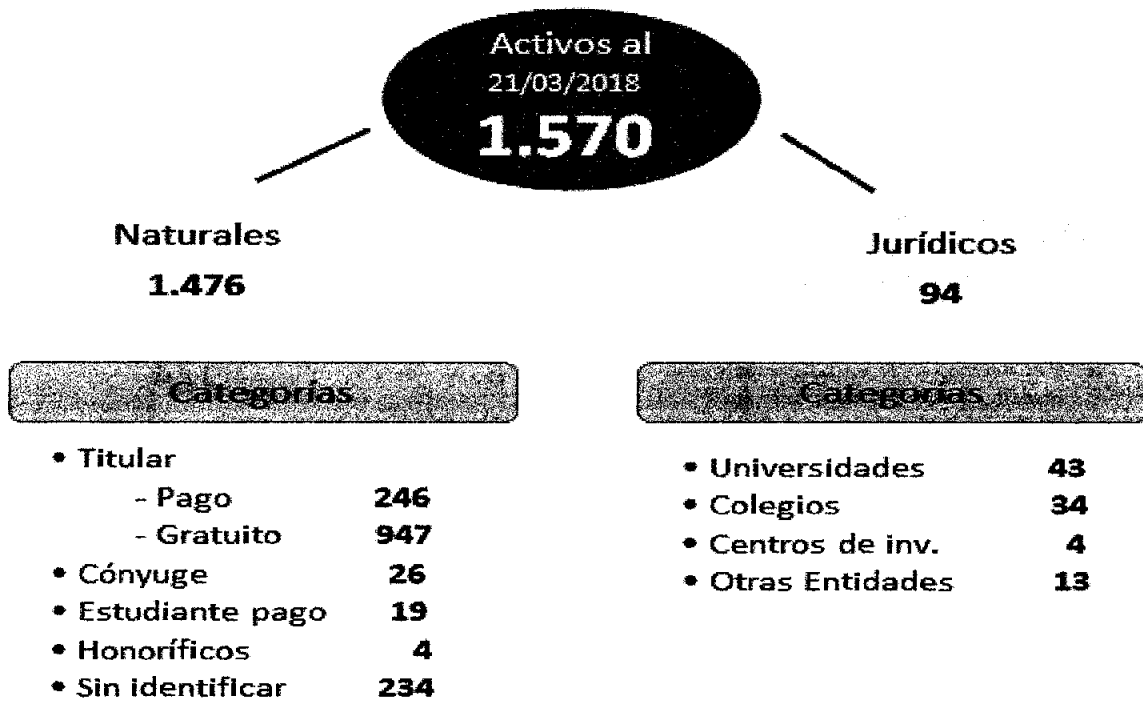 Activos al
21/03/2018
1.570
Naturales
1.476
Jurídicos
94
Categorías
• Titular
- Pago 246
- Gratuito 947
• Cónyuge 26
• Estudiante pago 19
• Honoríficos 4
• Sin identificar 234
Categorías
• Universidades 43
• Colegios 34
• Centros de inv. 4
• Otras Entidades 13